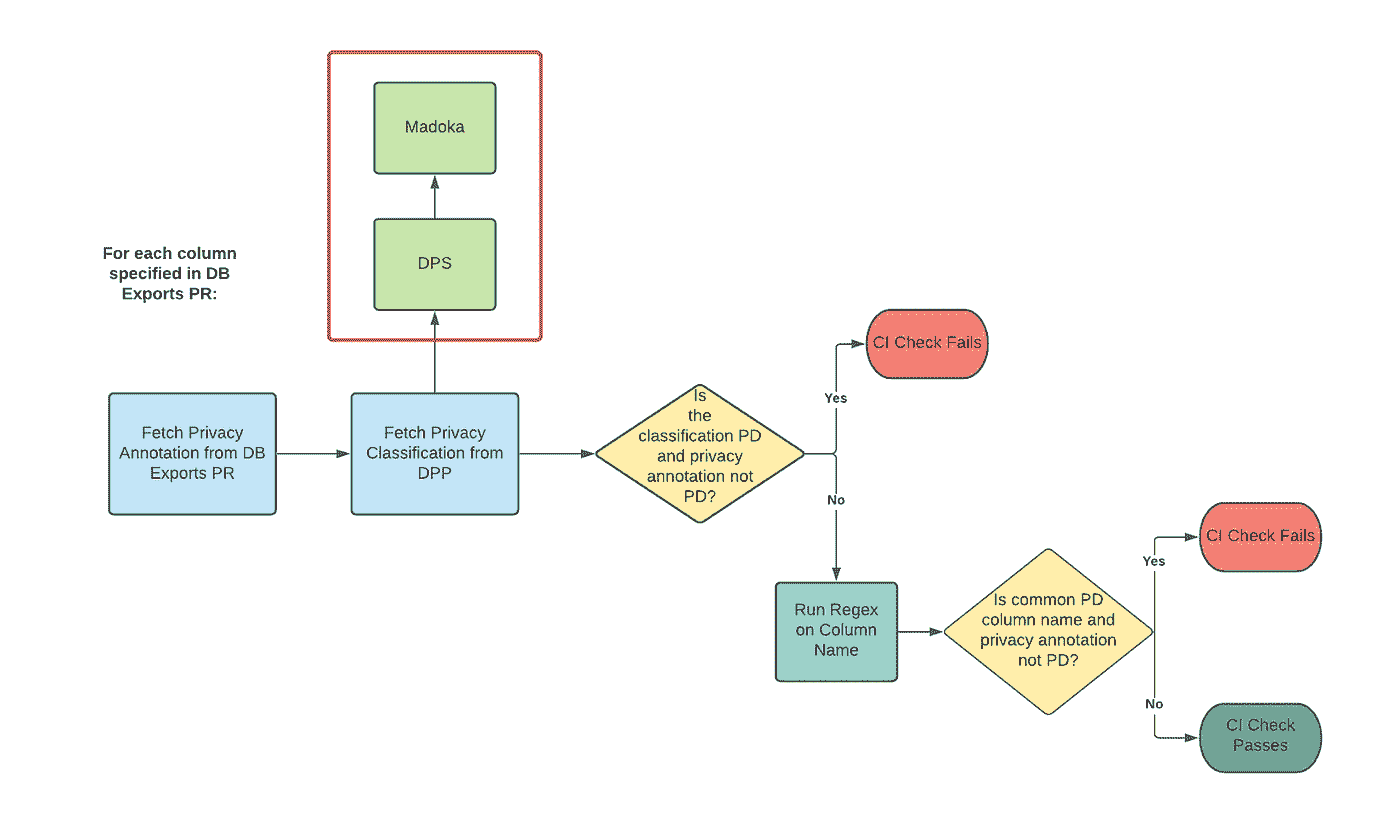 Madoka
DPS
For each column
specified in DB
Exports PR:
Fetch Privacy
Annotation from DB
Exports PR
Fetch Privacy
Classification from
DPP
Is
the
classification PD
and privacy
annotation not
PD?
Yes
CI Check Fails
No
Run Regex
on Column
Name
Is common PD
column name and
privacy annotation
not PD?
Yes
CI Check Fails
No
CI Check
Passes